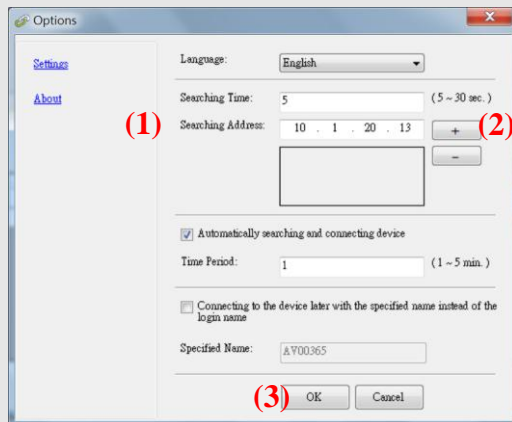 Options
Settings
About
Language: English
Searching Time: 5 (5 ~ 30 sec.)
(1) Searching Address: 10 . 1 . 20 . 13 + (2)
−
Automatically searching and connecting device
Time Period: 1 (1 ~ 5 min.)
Connecting to the device later with the specified name instead of the
login name
Specified Name: AV00365
(3) OK Cancel